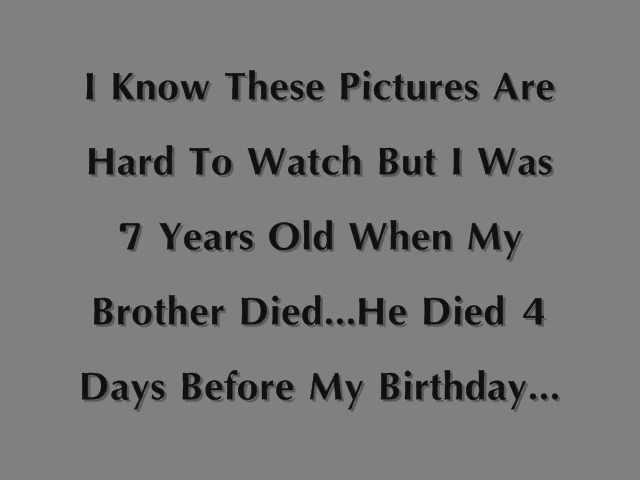 I Know These Pictures Are
Hard To Watch But I Was
7 Years Old When My
Brother Died...He Died 4
Days Before My Birthday...